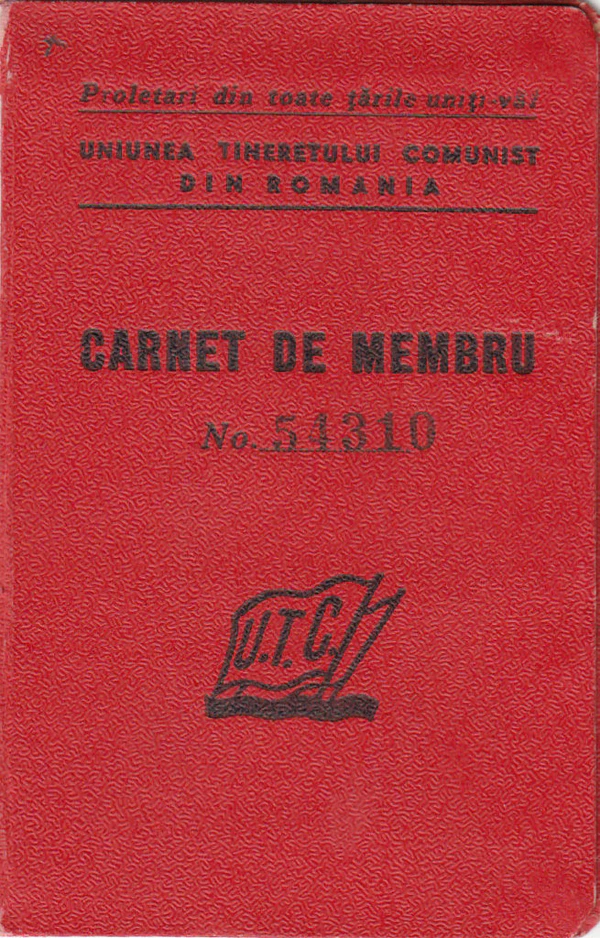 Proletari din toate țările uniți-vă!
UNIUNEA TINERETULUI COMUNIST
DIN ROMANIA
CARNET DE MEMBRU
No. 54310
U.T.C.